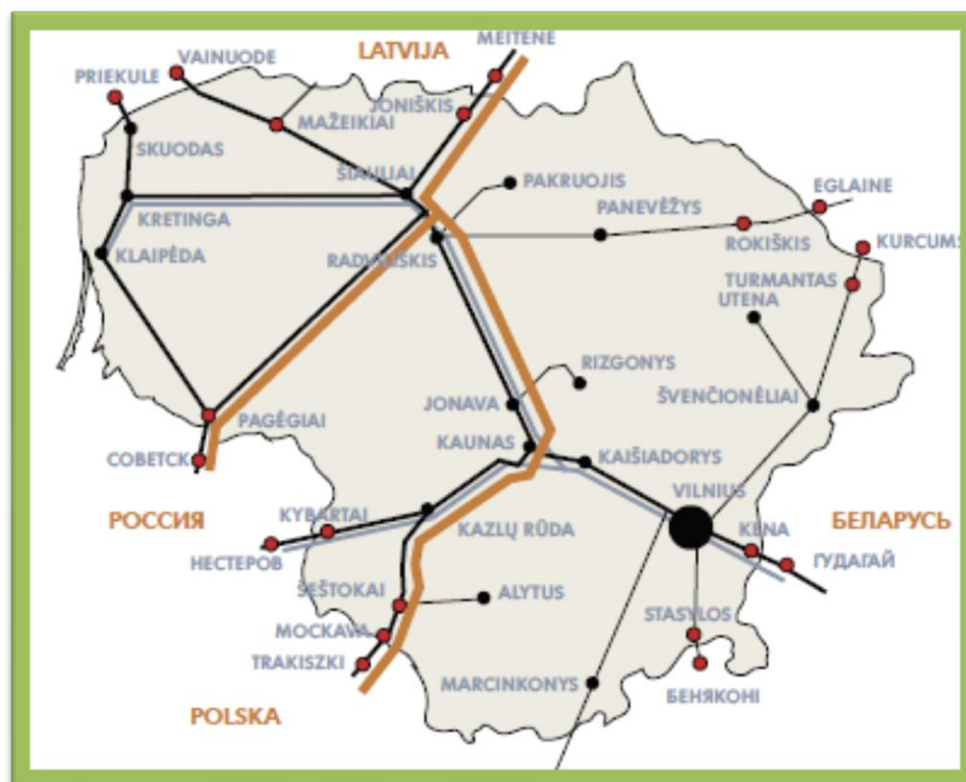 LATVIJA
MEITENE
VAINUODE
PRIEKULE
JONIŠKIS
MAŽEIKIAI
SKUODAS
ŠIAULIAI
PAKRUOJIS
EGLAINE
KRETINGA
PANEVĖŽYS
ROKIŠKIS
KURCUMS
KLAIPĖDA
RADVILIŠKIS
TURMANTAS
UTENA
RIZGONYS
JONAVA
ŠVENČIONĖLIAI
PAGĖGIAI
KAUNAS
KAIŠIADORYS
СОВЕТСК
VILNIUS
РОССИЯ
KYBARTAI
KAZLŲ RŪDA
KENA
БЕЛАРУСЬ
НЕСТЕРОВ
ГУДАГАЙ
ŠEŠTOKAI
ALYTUS
STASYLOS
MOCKAVA
TRAKISZKI
MARCINKONYS
БЕНЯКОНІ
POLSKA